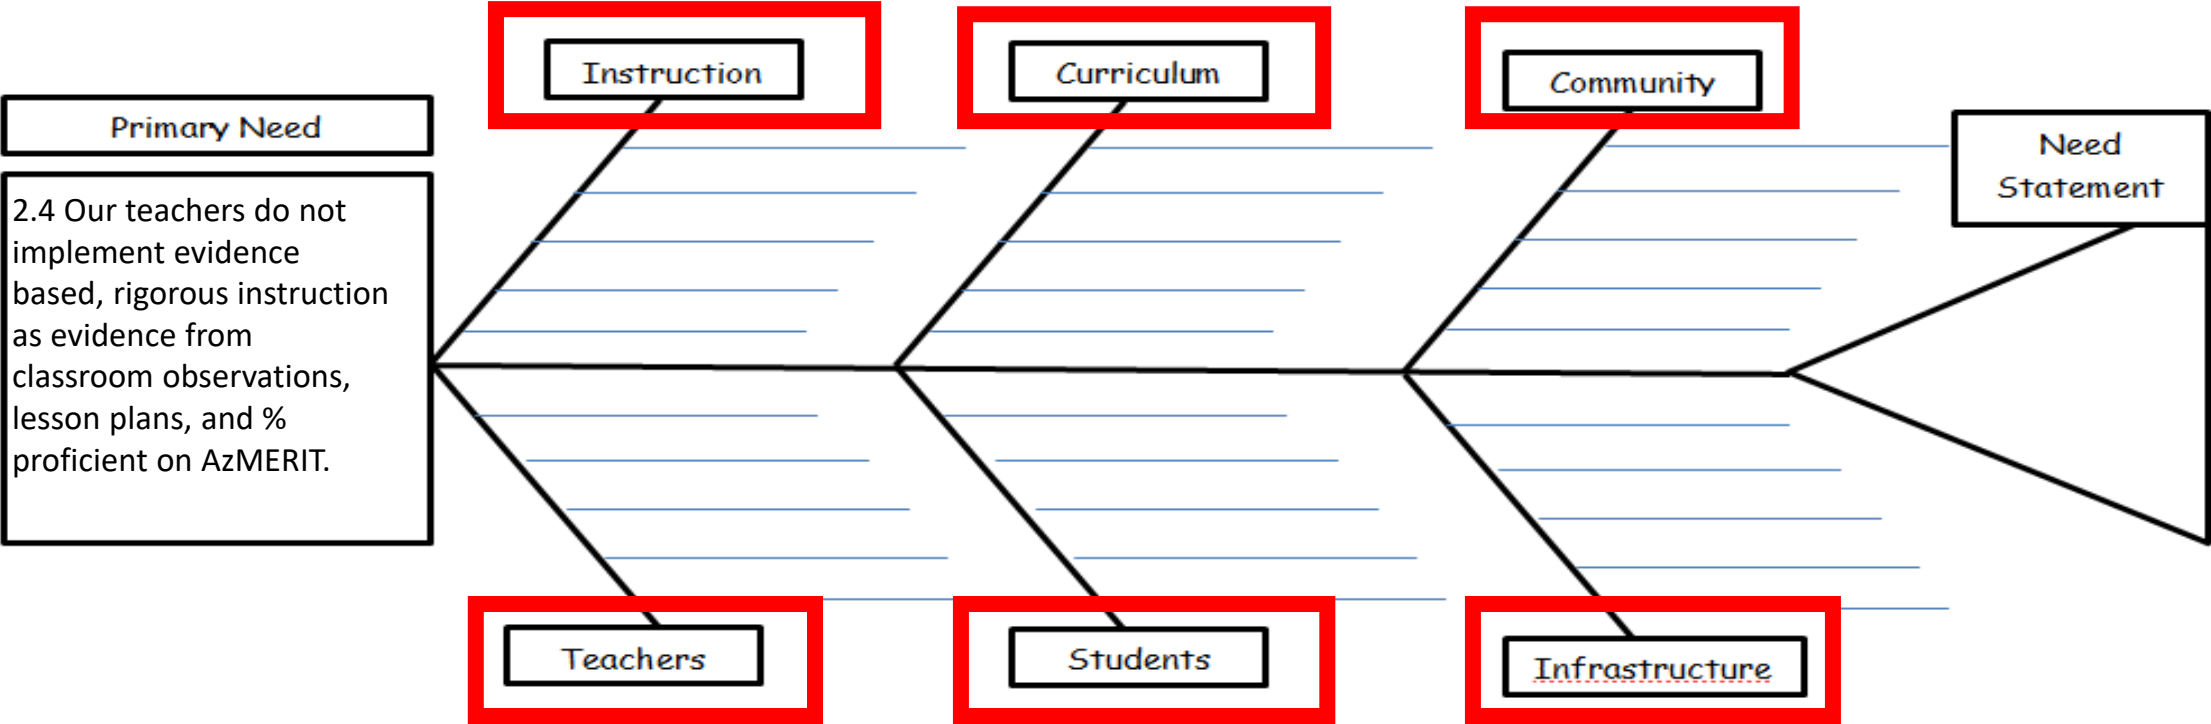 Instruction
Curriculum
Community
Primary Need
Need
Statement
2.4 Our teachers do not
implement evidence
based, rigorous instruction
as evidence from
classroom observations,
lesson plans, and %
proficient on AzMERIT.
Teachers
Students
Infrastructure